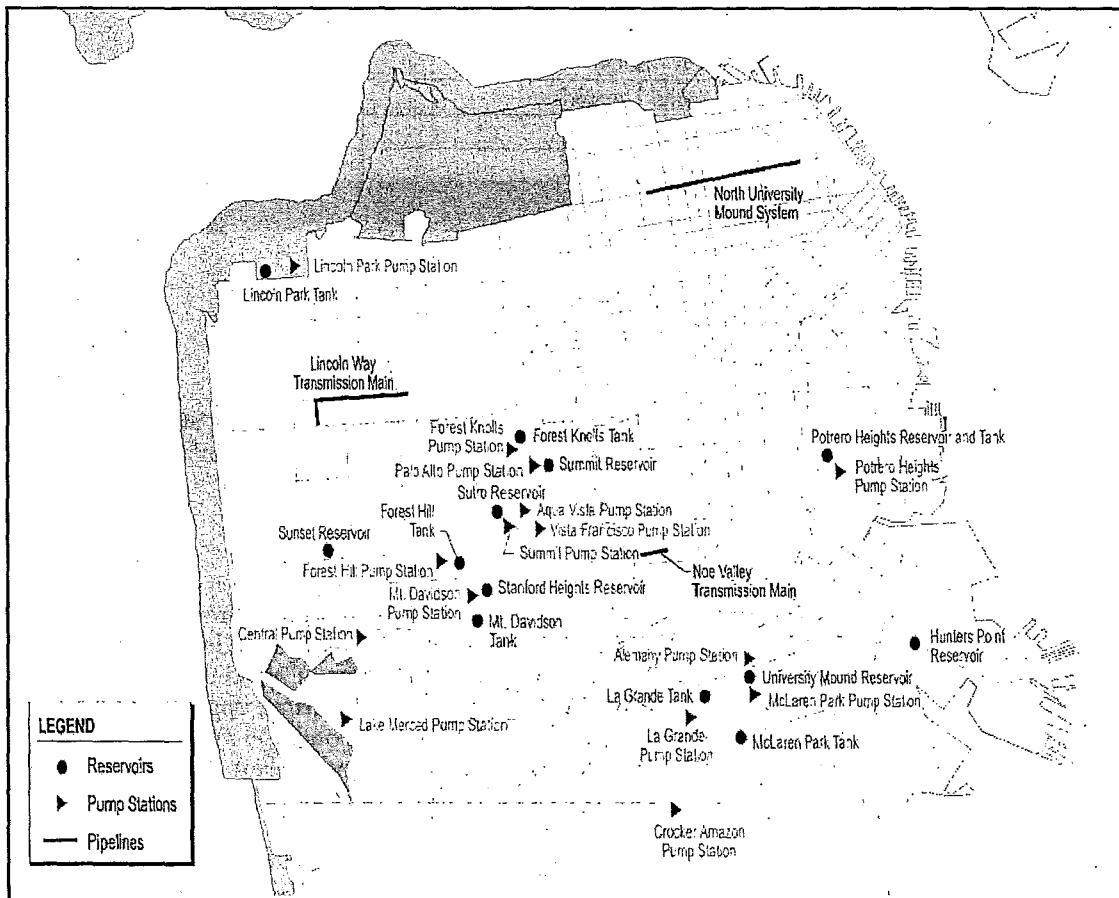 North University
Mound System
Lincoln Park Pump Station
Lincoln Park Tank
Lincoln Way
Transmission Main
Forest Knolls
Pump Station
Forest Knolls Tank
Palo Alto Pump Station
Summit Reservoir
Potrero Heights Reservoir and Tank
Potrero Heights
Pump Station
Sutro Reservoir
Aqua Vista Pump Station
Vista Francisco Pump Station
Summit Pump Station
Forest Hill
Tank
Sunset Reservoir
Forest Hill Pump Station
Noe Valley
Transmission Main
Mt. Davidson
Pump Station
Stanford Heights Reservoir
Mt. Davidson
Tank
Central Pump Station
Hunters Point
Reservoir
Alemany Pump Station
University Mound Reservoir
La Grande Tank
McLaren Park Pump Station
Lake Merced Pump Station
La Grande
Pump Station
McLaren Park Tank
Crocker Amazon
Pump Station
LEGEND
Reservoirs
Pump Stations
Pipelines